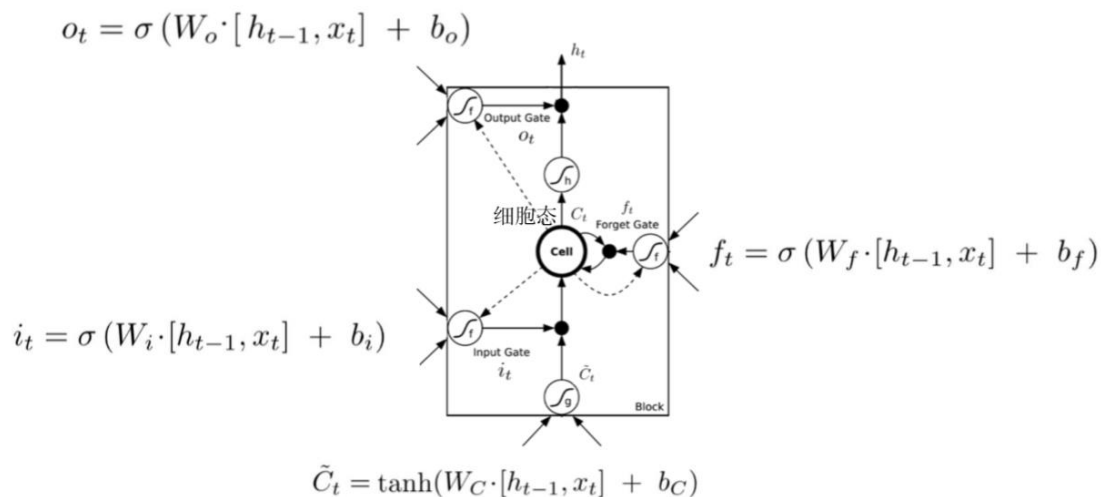 o_t = σ (W_o·[h_{t−1}, x_t] + b_o)
h_t
f
Output Gate
o_t
h
细胞态 C_t
f_t
Forget Gate
Cell
f
f_t = σ (W_f·[h_{t−1}, x_t] + b_f)
i_t = σ (W_i·[h_{t−1}, x_t] + b_i)
f
Input Gate
i_t
C̃_t
g
Block
C̃_t = tanh(W_C·[h_{t−1}, x_t] + b_C)